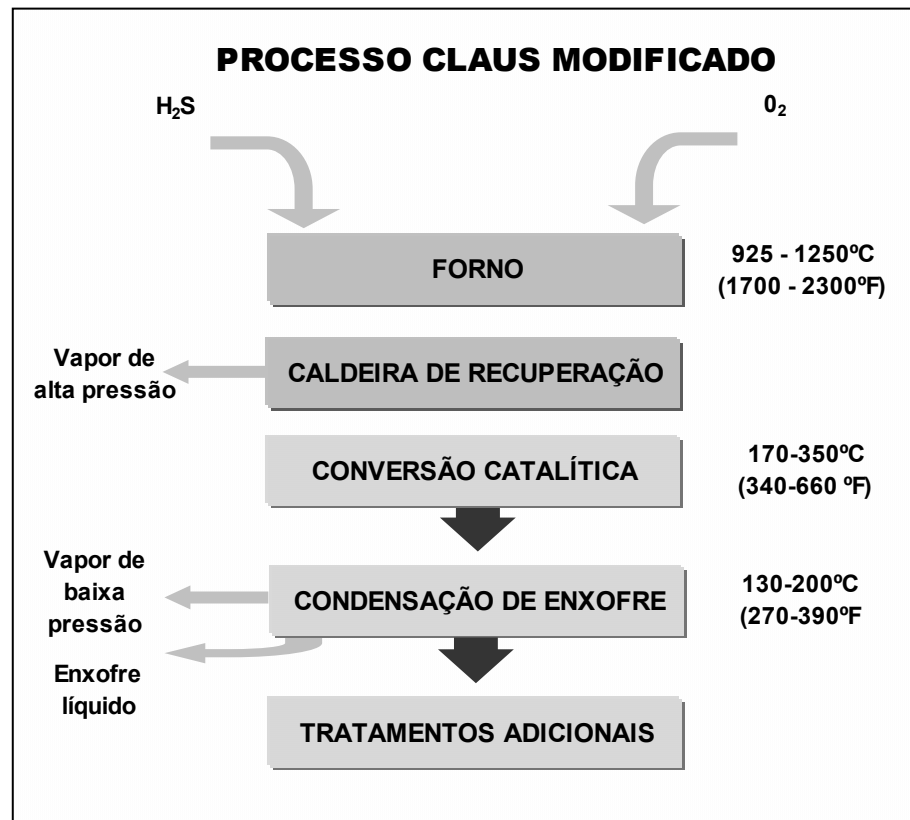 PROCESSO CLAUS MODIFICADO
H₂S
0₂
FORNO
925 - 1250ºC
(1700 - 2300ºF)
Vapor de
alta pressão
CALDEIRA DE RECUPERAÇÃO
CONVERSÃO CATALÍTICA
170-350ºC
(340-660 ºF)
Vapor de
baixa
pressão
CONDENSAÇÃO DE ENXOFRE
130-200ºC
(270-390ºF
Enxofre
líquido
TRATAMENTOS ADICIONAIS